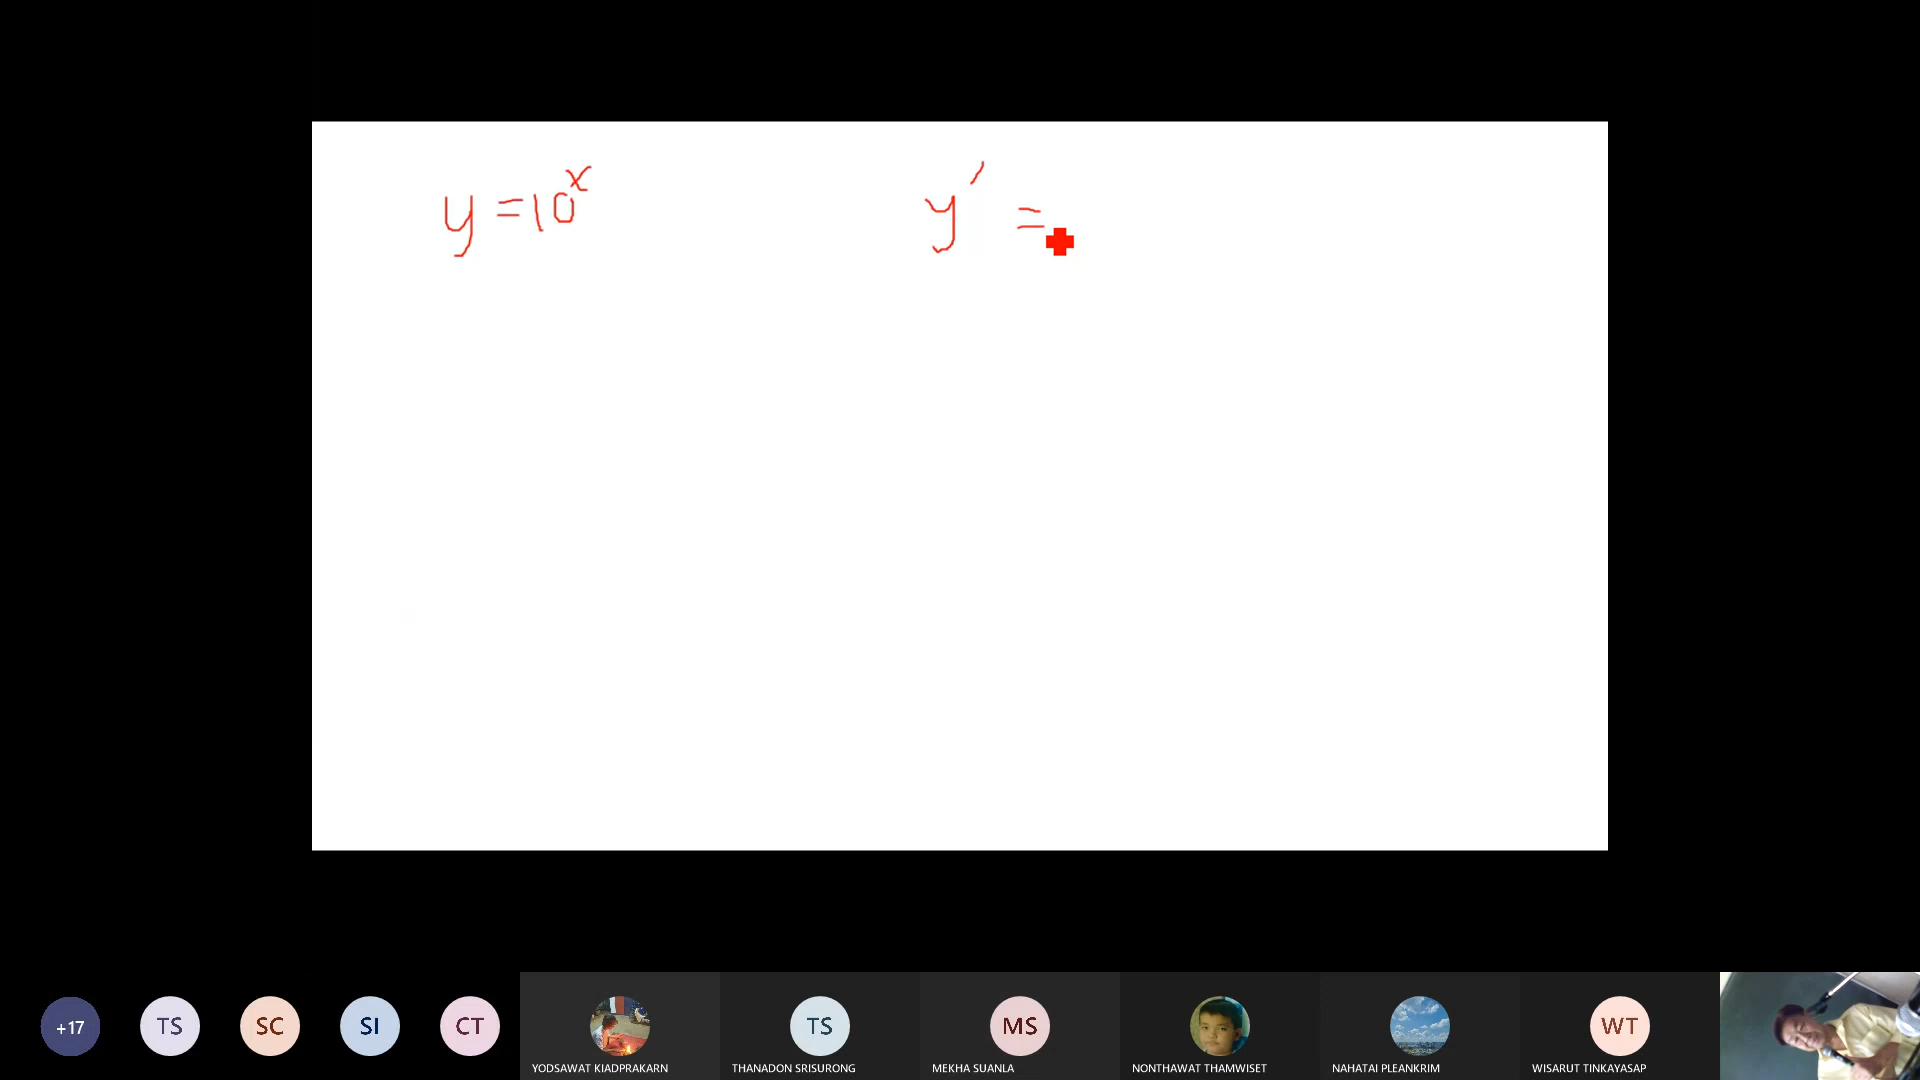 y = 10^x y' =
+17 TS SC SI CT TS MS WT
YODSAWAT KIADPRAKARN THANADON SRISURONG MEKHA SUANLA NONTHAWAT THAMWISET NAHATAI PLEANKRIM WISARUT TINKAYASAP